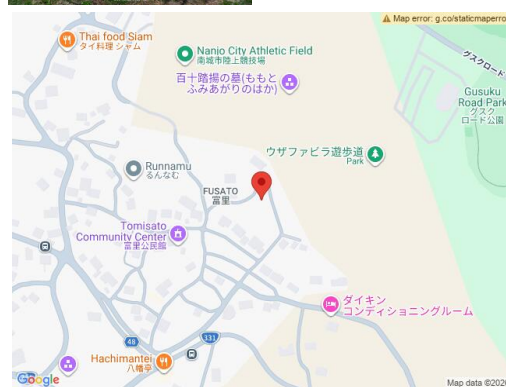 Map error: g.co/staticmaperro
Thai food Siam
タイ料理 シャム
Nanjo City Athletic Field
南城市陸上競技場
百十踏揚の墓(ももと
ふみあがりのはか)
グスクロード
Gusuku
Road Park
グスク
ロード公園
ウザファビラ遊歩道
Park
Runnamu
るんなむ
FUSATO
富里
Tomisato
Community Center
富里公民館
ダイキン
コンディショニングルーム
48
331
Hachimantei
八幡亭
Google
Map data ©2026